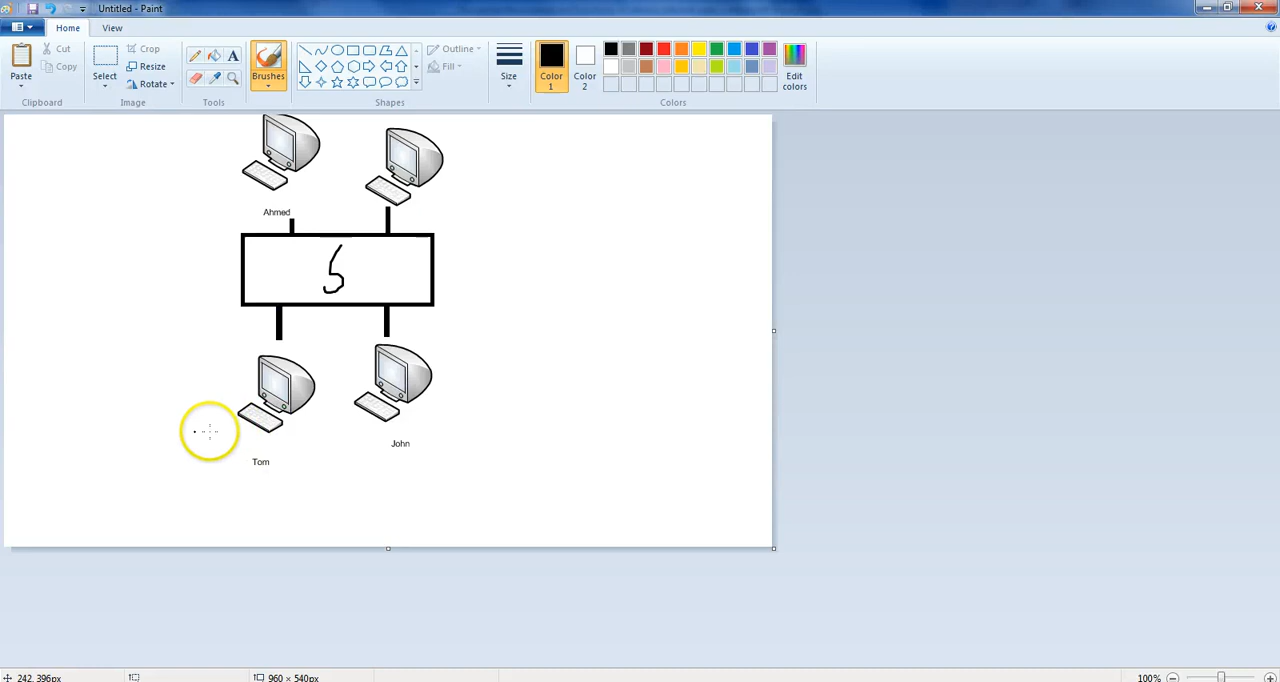 Untitled - Paint
Home View
Paste
Cut
Copy
Clipboard
Select
Crop
Resize
Rotate
Image
Tools
Brushes
Shapes
Outline
Fill
Size
Color 1
Color 2
Edit colors
Colors
Ahmed
S
John
Tom
242, 396px
960 × 540px
100%